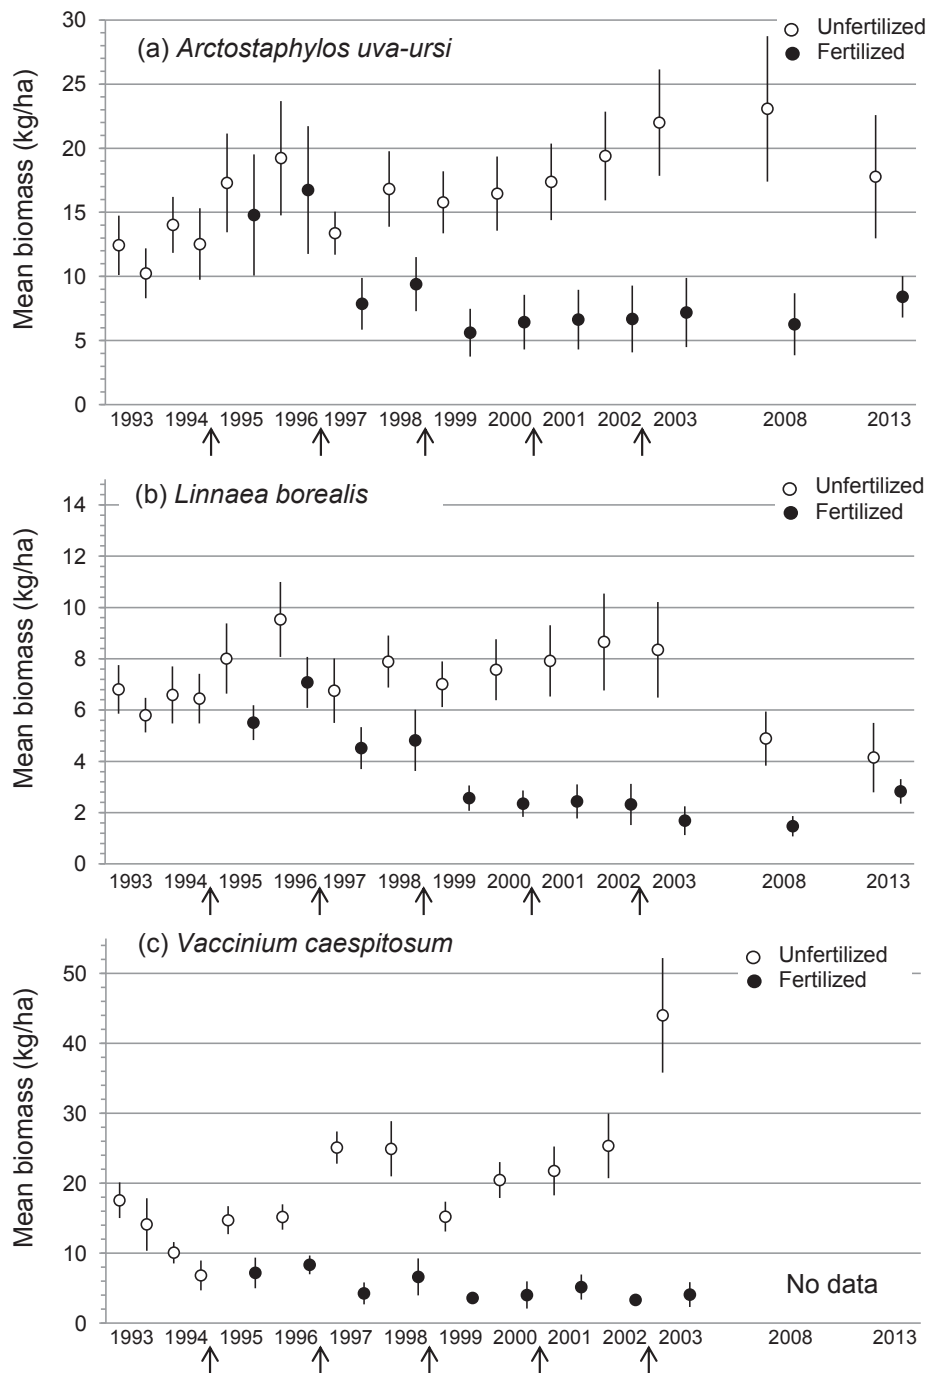 (a) Arctostaphylos uva-ursi
Unfertilized
Fertilized
Mean biomass (kg/ha)
30
25
20
15
10
5
0
1993 1994 1995 1996 1997 1998 1999 2000 2001 2002 2003 2008 2013
(b) Linnaea borealis
Unfertilized
Fertilized
Mean biomass (kg/ha)
14
12
10
8
6
4
2
0
1993 1994 1995 1996 1997 1998 1999 2000 2001 2002 2003 2008 2013
(c) Vaccinium caespitosum
Unfertilized
Fertilized
Mean biomass (kg/ha)
50
40
30
20
10
0
No data
1993 1994 1995 1996 1997 1998 1999 2000 2001 2002 2003 2008 2013